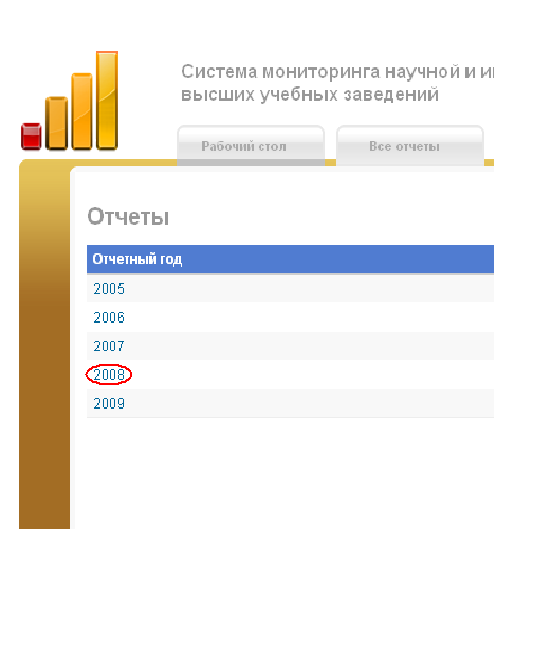 Система мониторинга научной и
высших учебных заведений
Рабочий стол
Все отчеты
Отчеты
Отчетный год
2005
2006
2007
2008
2009